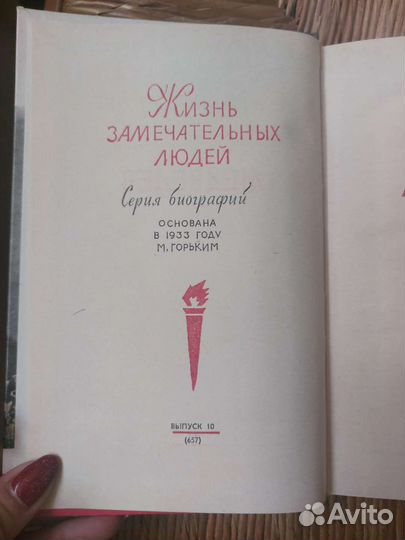 Жизнь
ЗАМЕЧАТЕЛЬНЫХ
ЛЮДЕЙ
Серия биографий
ОСНОВАНА
В 1933 ГОДУ
М. ГОРЬКИМ
ВЫПУСК 10
(657)
Avito